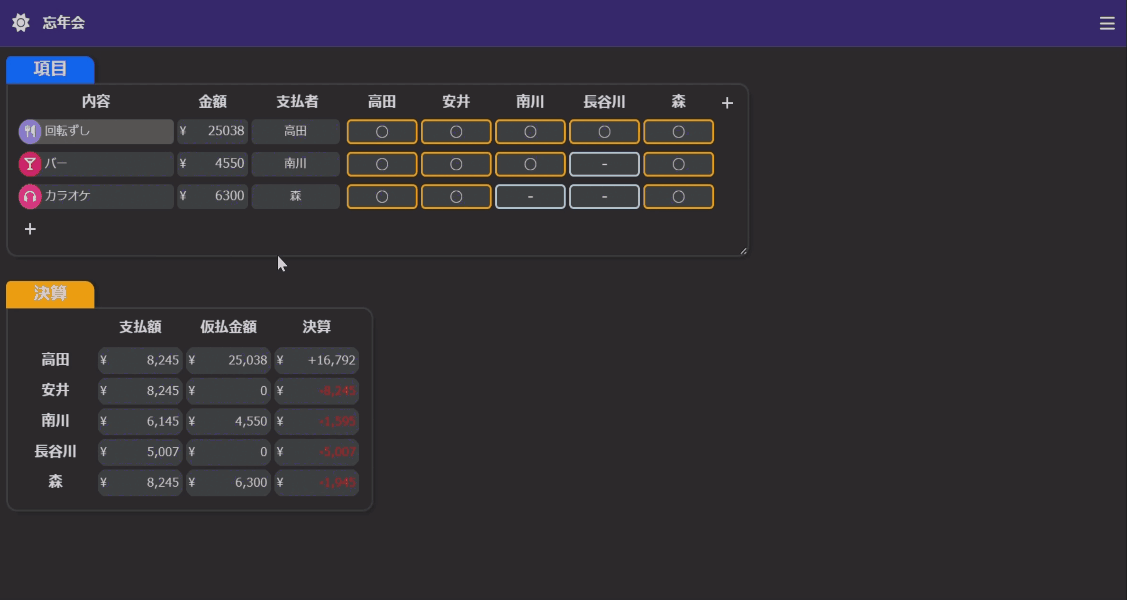 忘年会
項目
内容 金額 支払者 高田 安井 南川 長谷川 森 +
回転ずし ¥ 25038 高田 ○ ○ ○ ○ ○
バー ¥ 4550 南川 ○ ○ ○ - ○
カラオケ ¥ 6300 森 ○ ○ - - ○
+
決算
支払額 仮払金額 決算
高田 ¥ 8,245 ¥ 25,038 ¥ +16,792
安井 ¥ 8,245 ¥ 0 ¥ -8,245
南川 ¥ 6,145 ¥ 4,550 ¥ -1,595
長谷川 ¥ 5,007 ¥ 0 ¥ -5,007
森 ¥ 8,245 ¥ 6,300 ¥ -1,945